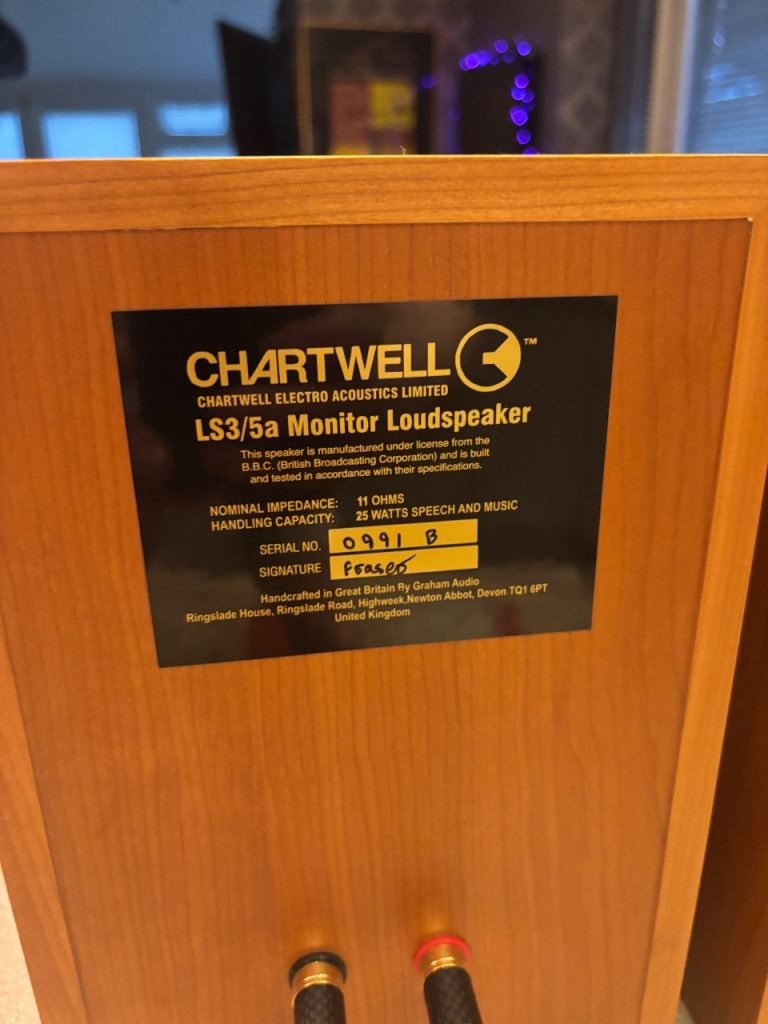 CHARTWELL ™
CHARTWELL ELECTRO ACOUSTICS LIMITED
LS3/5a Monitor Loudspeaker
This speaker is manufactured under license from the
B.B.C. (British Broadcasting Corporation) and is built
and tested in accordance with their specifications.
NOMINAL IMPEDANCE: 11 OHMS
HANDLING CAPACITY: 25 WATTS SPEECH AND MUSIC
SERIAL NO. 0991 B
SIGNATURE Fraser
Handcrafted in Great Britain By Graham Audio
Ringslade House, Ringslade Road, Highweek,Newton Abbot, Devon TQ1 6PT
United Kingdom